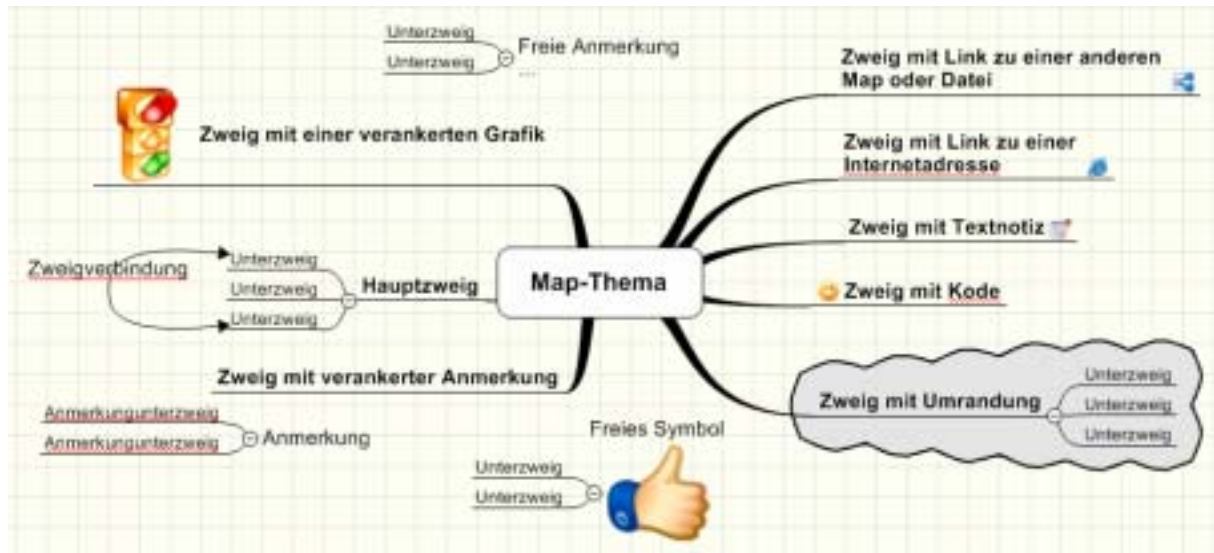 Unterzweig
Unterzweig
Freie Anmerkung
...
Zweig mit einer verankerten Grafik
Zweigverbindung
Unterzweig
Unterzweig
Unterzweig
Hauptzweig
Zweig mit verankerter Anmerkung
Anmerkungunterzweig
Anmerkungunterzweig
Anmerkung
Map-Thema
Freies Symbol
Unterzweig
Unterzweig
Zweig mit Link zu einer anderen
Map oder Datei
Zweig mit Link zu einer
Internetadresse
Zweig mit Textnotiz
Zweig mit Kode
Zweig mit Umrandung
Unterzweig
Unterzweig
Unterzweig